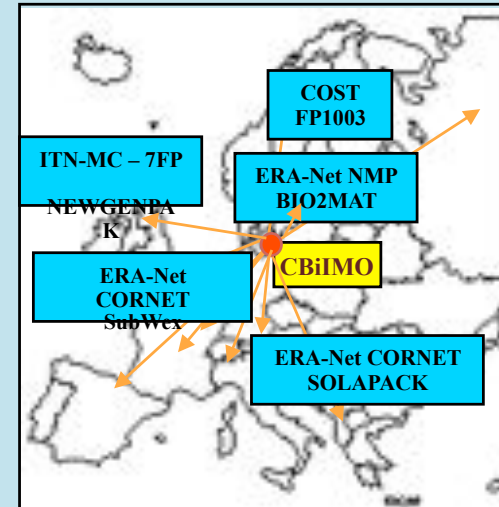 COST
FP1003
ITN-MC – 7FP
NEWGENPA
K
ERA-Net NMP
BIO2MAT
CBiIMO
ERA-Net
CORNET
SubWex
ERA-Net CORNET
SOLAPACK